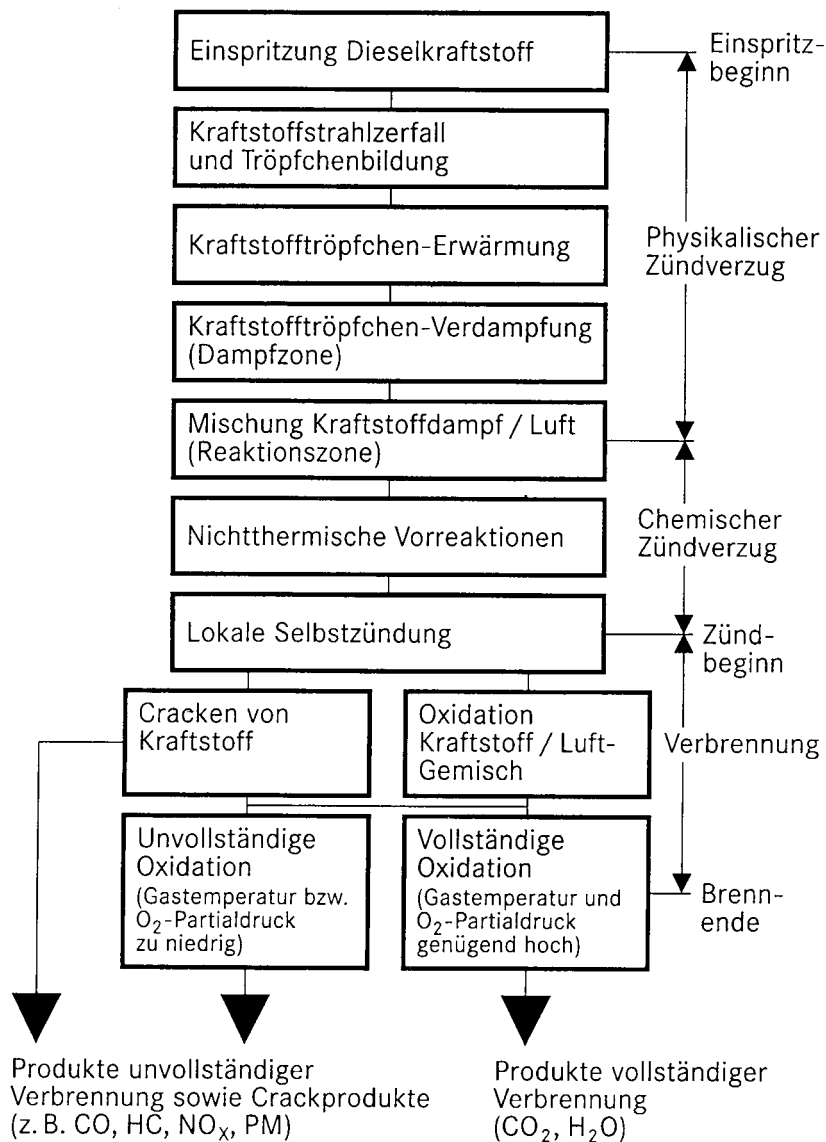 Einspritzung Dieselkraftstoff
Einspritz-
beginn
Kraftstoffstrahlzerfall
und Tröpfchenbildung
Kraftstofftröpfchen-Erwärmung
Physikalischer
Zündverzug
Kraftstofftröpfchen-Verdampfung
(Dampfzone)
Mischung Kraftstoffdampf / Luft
(Reaktionszone)
Nichtthermische Vorreaktionen
Chemischer
Zündverzug
Lokale Selbstzündung
Zünd-
beginn
Cracken von
Kraftstoff
Oxidation
Kraftstoff / Luft-
Gemisch
Verbrennung
Unvollständige
Oxidation
(Gastemperatur bzw.
O₂-Partialdruck
zu niedrig)
Vollständige
Oxidation
(Gastemperatur und
O₂-Partialdruck
genügend hoch)
Brenn-
ende
Produkte unvollständiger
Verbrennung sowie Crackprodukte
(z. B. CO, HC, NOₓ, PM)
Produkte vollständiger
Verbrennung
(CO₂, H₂O)